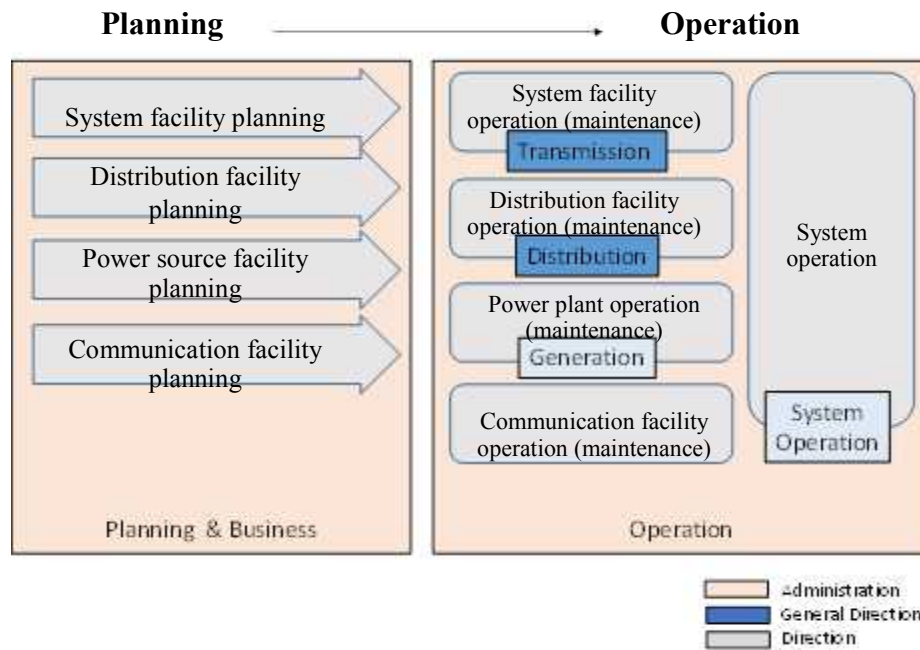 Planning
Operation
System facility planning
Distribution facility
planning
Power source facility
planning
Communication facility
planning
Planning & Business
System facility
operation (maintenance)
Transmission
Distribution facility
operation (maintenance)
Distribution
Power plant operation
(maintenance)
Generation
Communication facility
operation (maintenance)
System
operation
System
Operation
Operation
Administration
General Direction
Direction